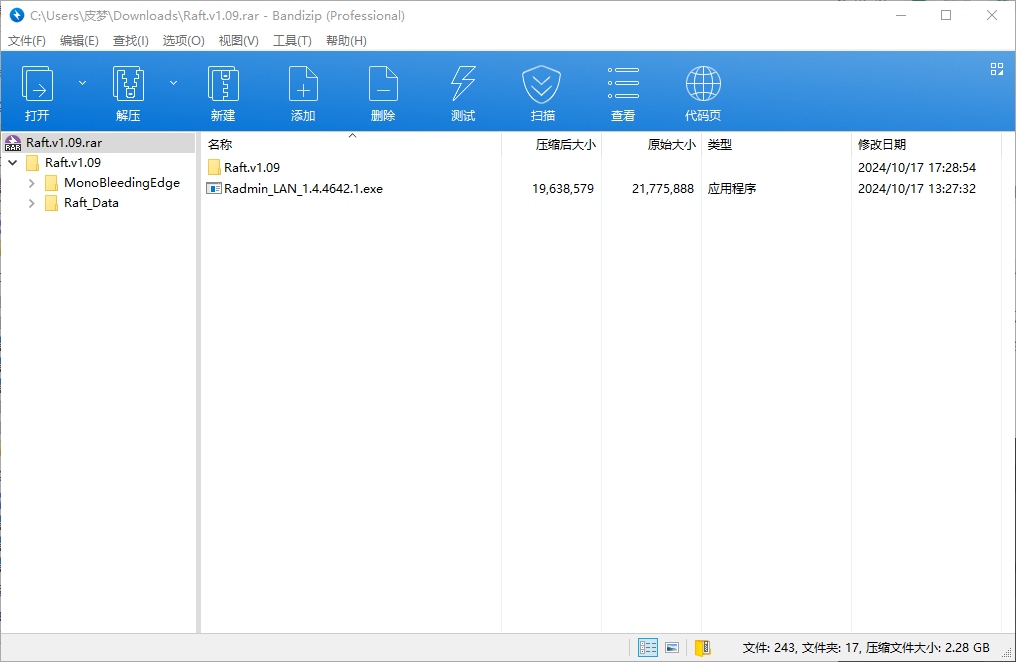 C:\Users\皮梦\Downloads\Raft.v1.09.rar - Bandizip (Professional)
文件(F) 编辑(E) 查找(I) 选项(O) 视图(V) 工具(T) 帮助(H)
打开 解压 新建 添加 删除 测试 扫描 查看 代码页
RAR Raft.v1.09.rar
Raft.v1.09
MonoBleedingEdge
Raft_Data
名称 压缩后大小 原始大小 类型 修改日期
Raft.v1.09 2024/10/17 17:28:54
Radmin_LAN_1.4.4642.1.exe 19,638,579 21,775,888 应用程序 2024/10/17 13:27:32
文件: 243, 文件夹: 17, 压缩文件大小: 2.28 GB